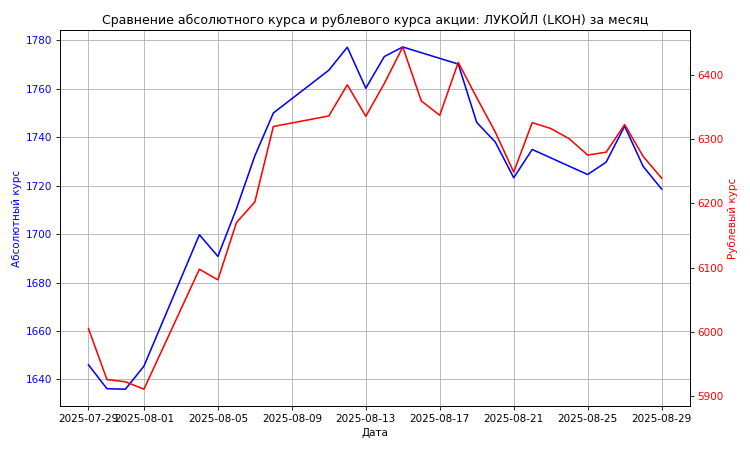 Сравнение абсолютного курса и рублевого курса акции: ЛУКОЙЛ (LKOH) за месяц
1780
1760
1740
1720
1700
1680
1660
1640
Абсолютный курс
6400
6300
6200
6100
6000
5900
Рублевый курс
2025-07-29 2025-08-01 2025-08-05 2025-08-09 2025-08-13 2025-08-17 2025-08-21 2025-08-25 2025-08-29
Дата